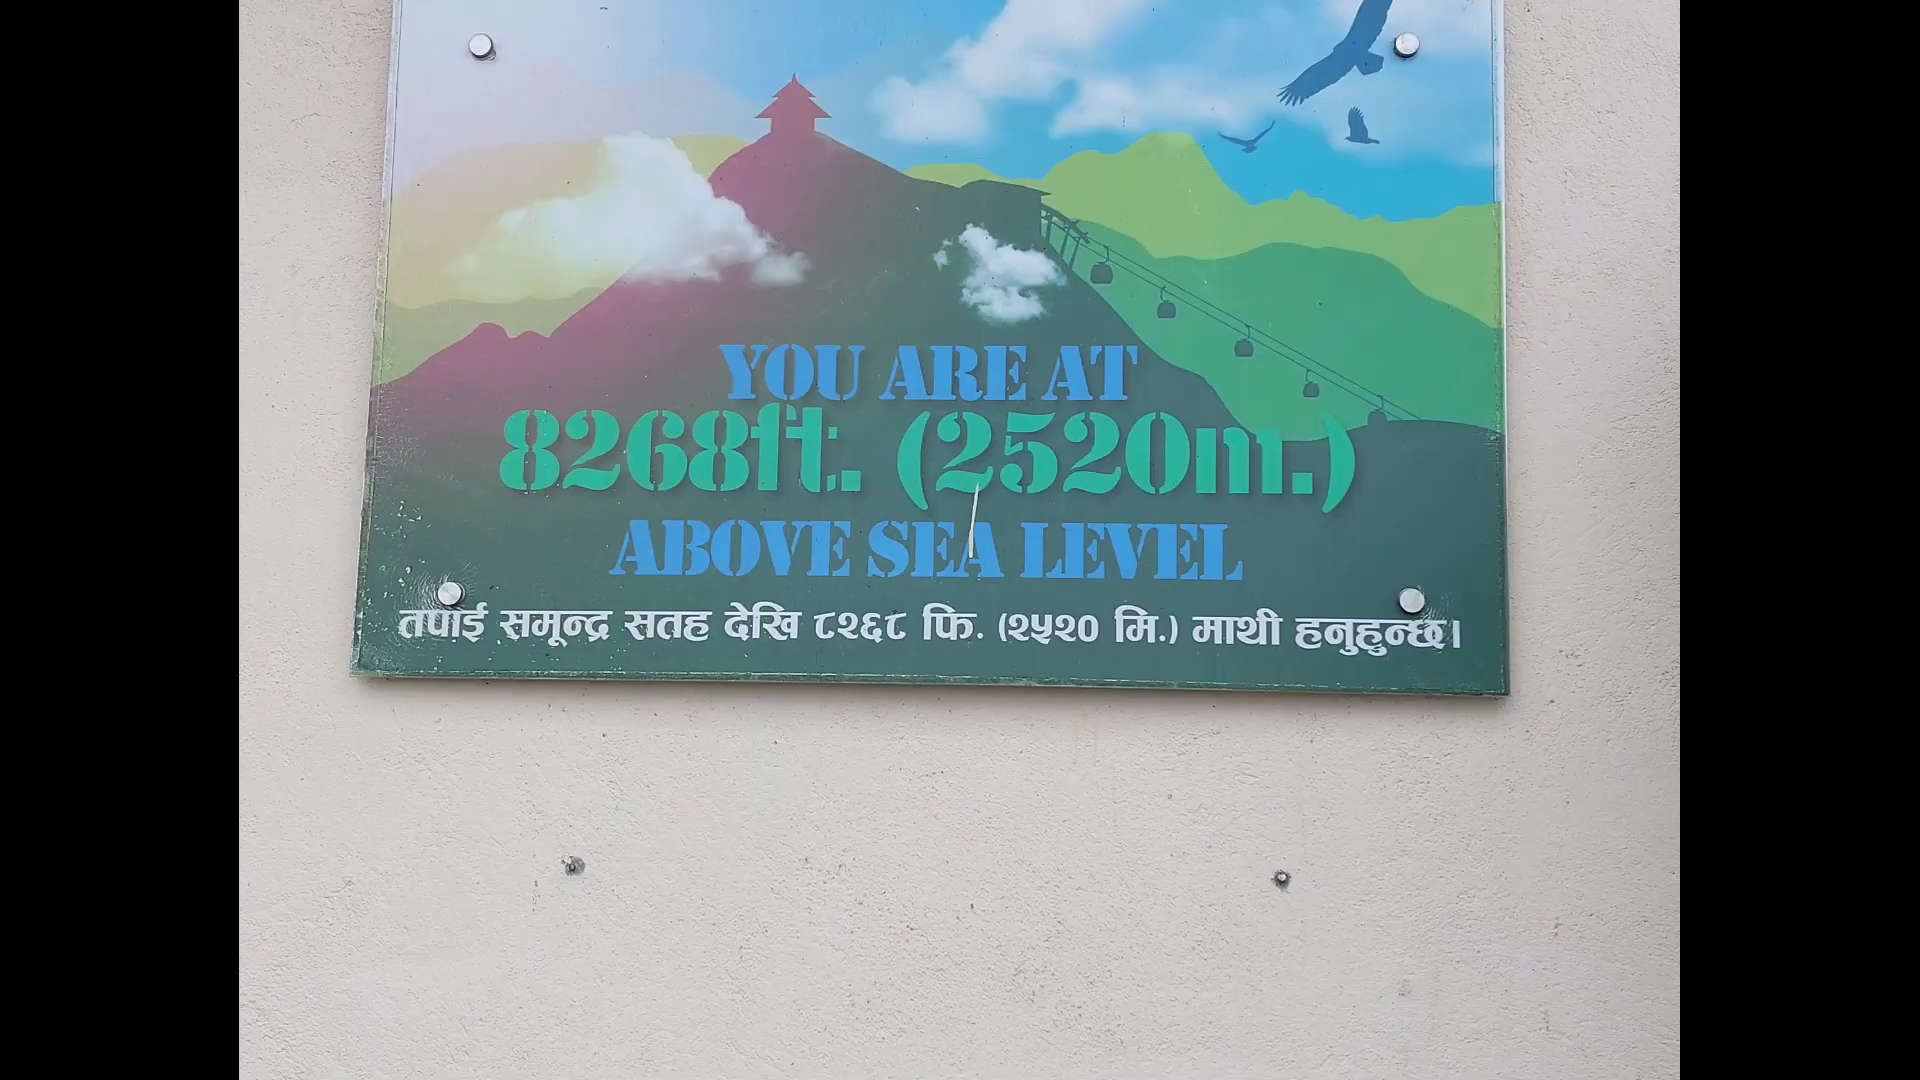 YOU ARE AT
8268ft. (2520m.)
ABOVE SEA LEVEL
तपाई समून्द्र सतह देखि ८२६८ फि. (२५२० मि.) माथी हनुहुन्छ।